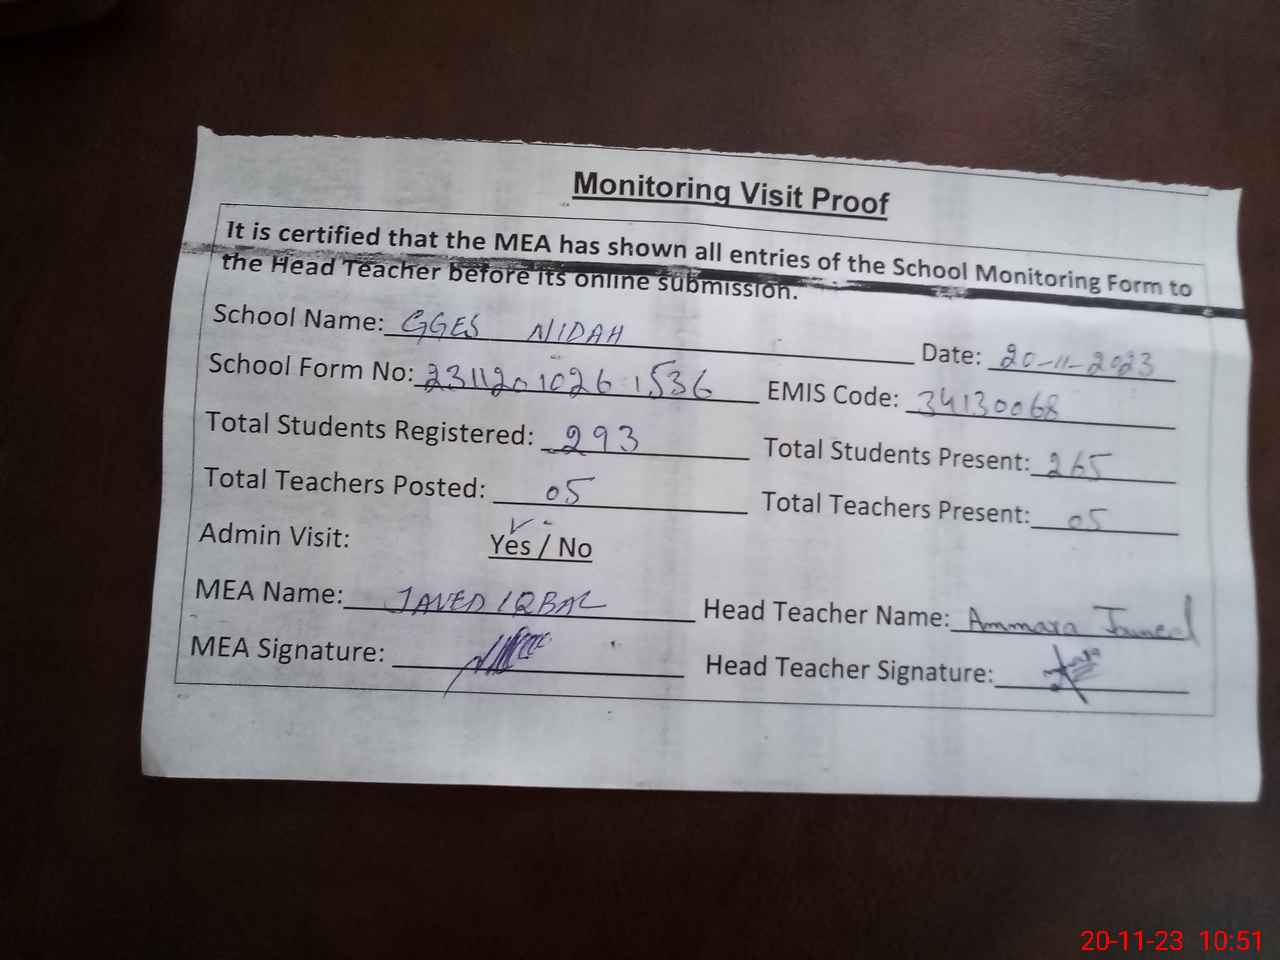 Monitoring Visit Proof
It is certified that the MEA has shown all entries of the School Monitoring Form to
the Head Teacher before its online submission.
School Name: GGES NIDAH Date: 20-11-2023
School Form No: 2311201026 1536 EMIS Code: 34130068
Total Students Registered: 293 Total Students Present: 265
Total Teachers Posted: 05 Total Teachers Present: 05
Admin Visit: Yes / No
MEA Name: JAVED IQBAL Head Teacher Name: Ammara
MEA Signature: Head Teacher Signature:
20-11-23 10:51